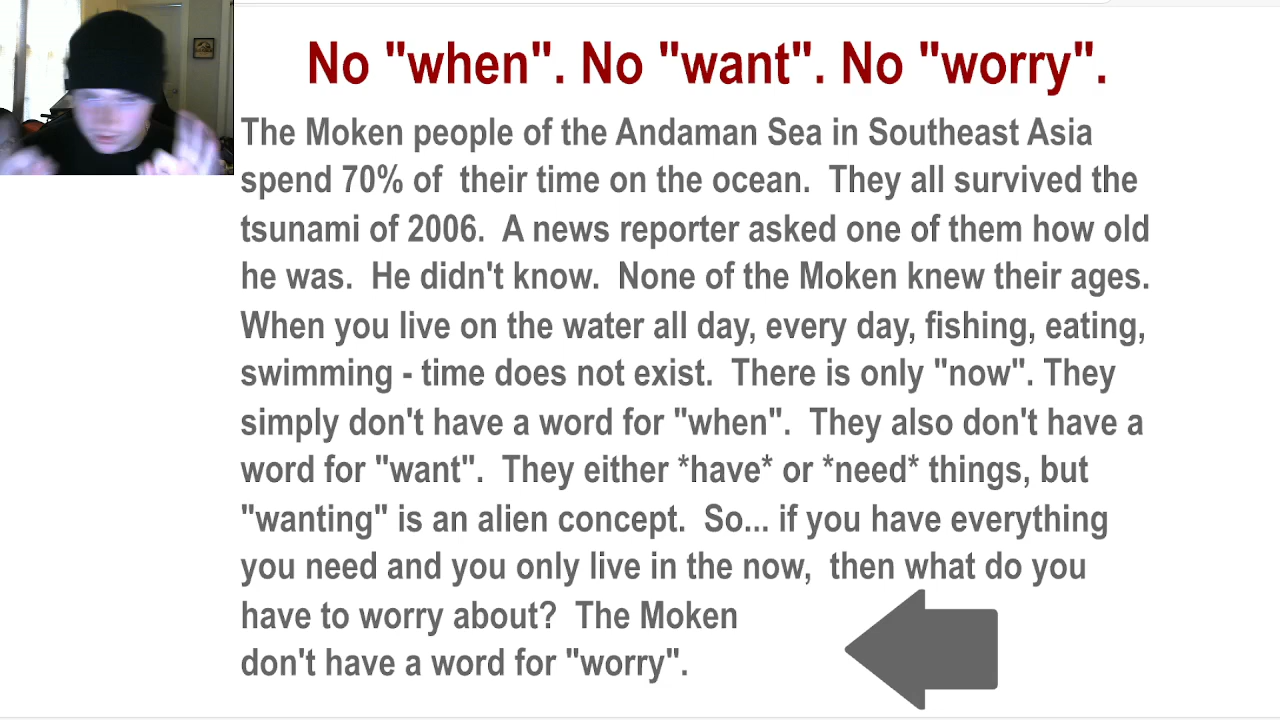 No "when". No "want". No "worry".
The Moken people of the Andaman Sea in Southeast Asia
spend 70% of  their time on the ocean.  They all survived the
tsunami of 2006.  A news reporter asked one of them how old
he was.  He didn't know.  None of the Moken knew their ages.
When you live on the water all day, every day, fishing, eating,
swimming - time does not exist.  There is only "now". They
simply don't have a word for "when".  They also don't have a
word for "want".  They either *have* or *need* things, but
"wanting" is an alien concept.  So... if you have everything
you need and you only live in the now,  then what do you
have to worry about?  The Moken
don't have a word for "worry".